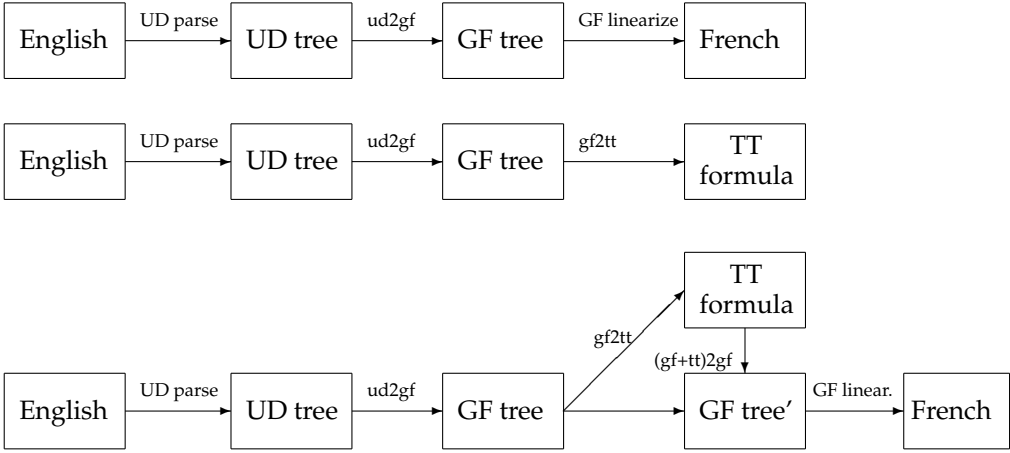 UD parse ud2gf GF linearize
English UD tree GF tree French
UD parse ud2gf gf2tt
English UD tree GF tree TT
formula
TT
formula
gf2tt
(gf+tt)2gf
UD parse ud2gf GF linear.
English UD tree GF tree GF tree′ French